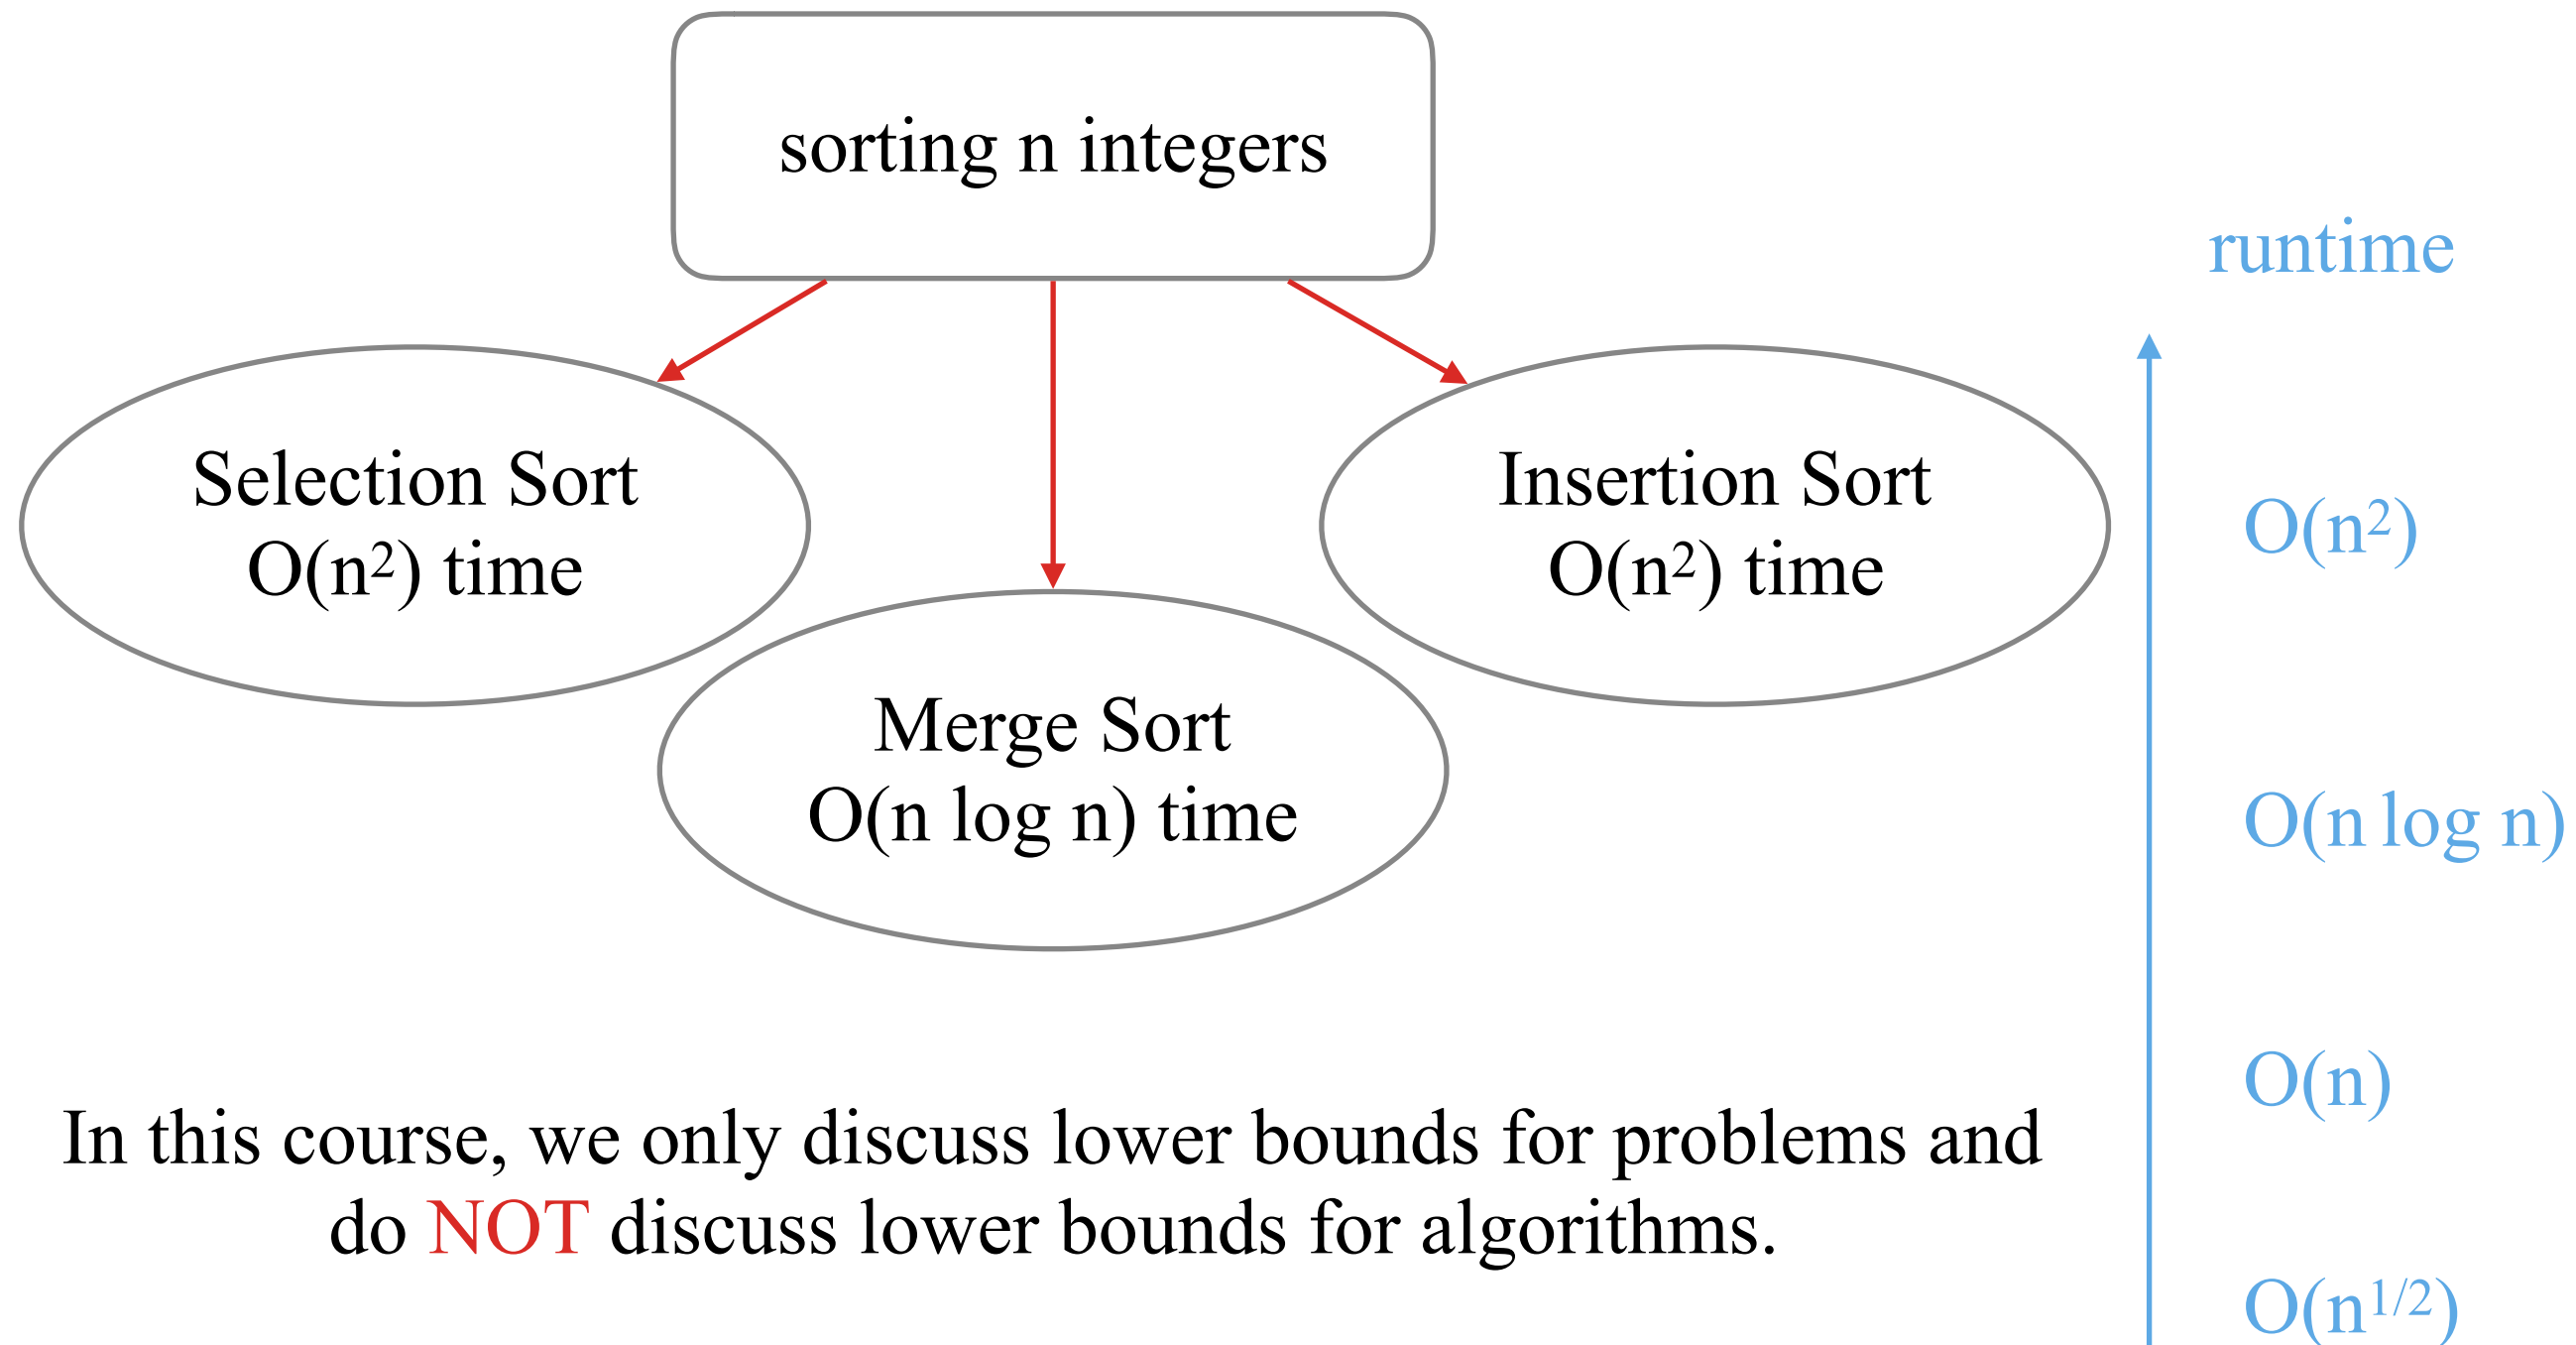 sorting n integers
runtime
Selection Sort
O(n²) time
Insertion Sort
O(n²) time
Merge Sort
O(n log n) time
O(n²)
O(n log n)
O(n)
O(n¹/²)
In this course, we only discuss lower bounds for problems and
do NOT discuss lower bounds for algorithms.